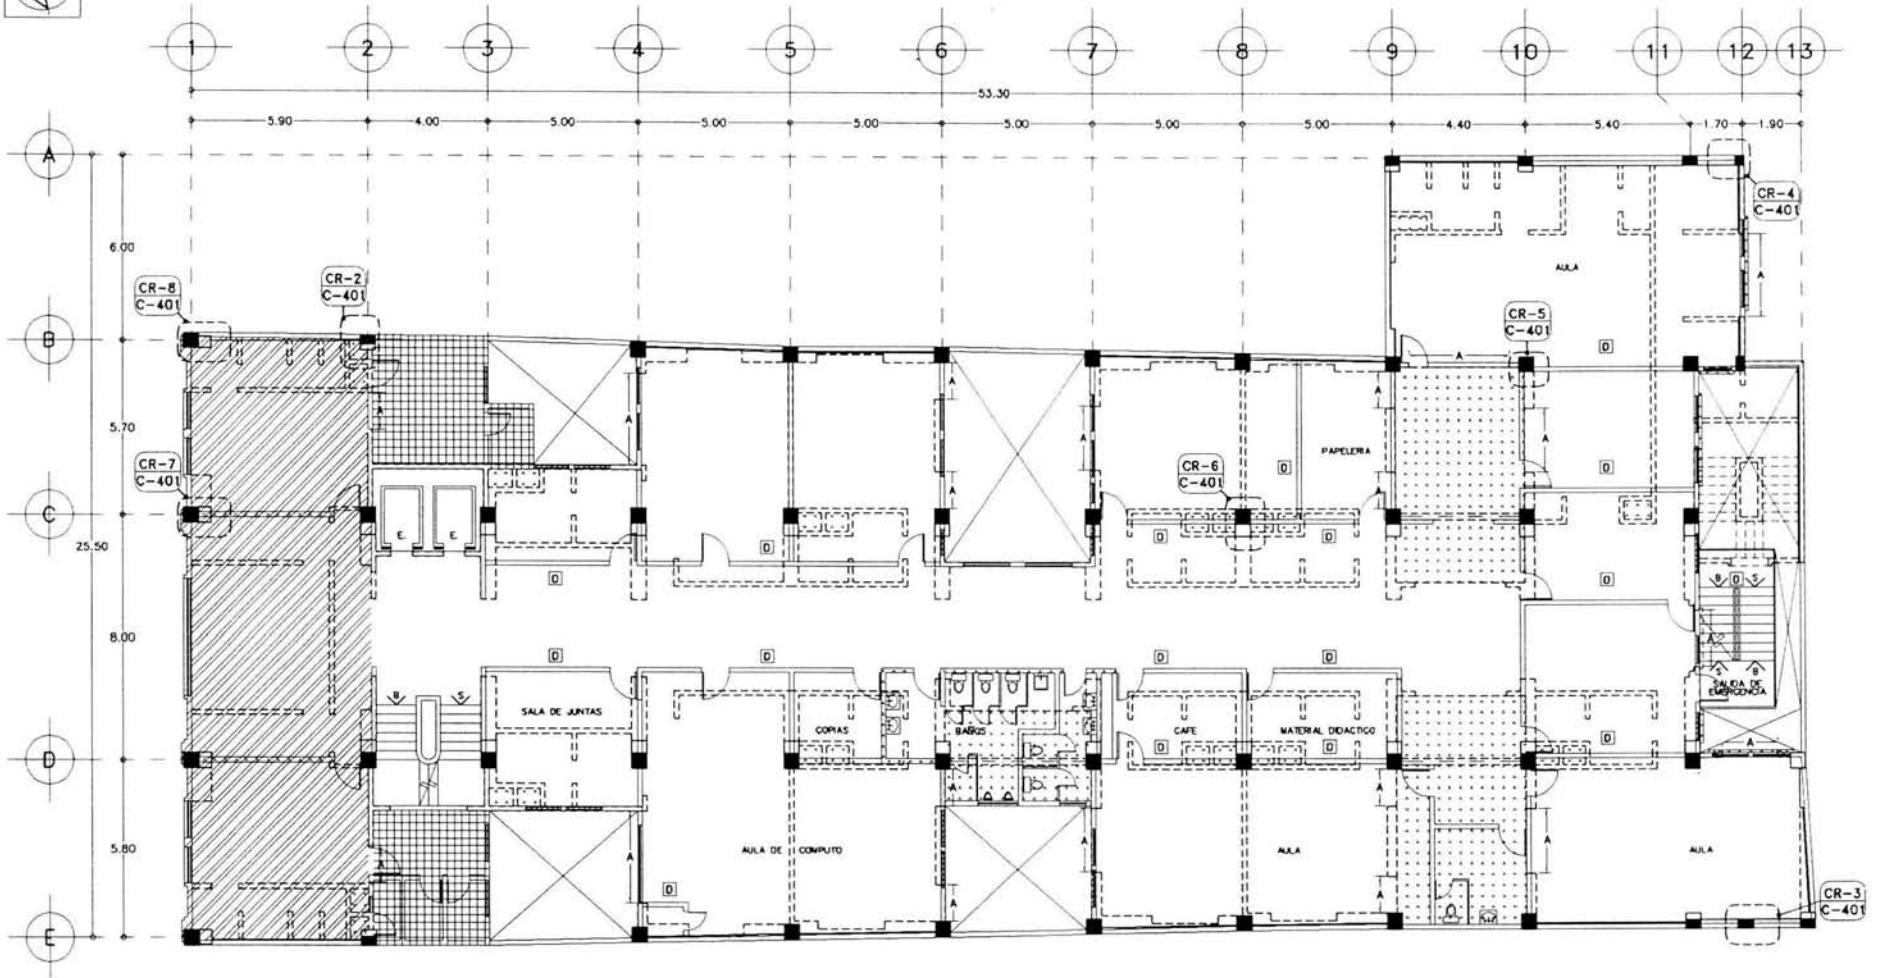 1 2 3 4 5 6 7 8 9 10 11 12 13
53.30
5.90 4.00 5.00 5.00 5.00 5.00 5.00 5.00 4.40 5.40 1.70 1.90
A
CR-4
C-401
6.00
A
AULA
CR-2
C-401
CR-8
C-401
CR-5
C-401
B
D
A
A
A
A
5.70
A
A
A
A
PAPELERIA
CR-7
C-401
CR-6
C-401
D
D
A
A
A
C
E. E.
D
D
D
25.50
D
D
B D S
8.00
A
D
D
D
D
S B
SALIDA DE
EMERGENCIA
B S
SALA DE JUNTAS
COPIAS
BAÑOS
CAFE
MATERIAL DIDACTICO
D
D
D
A
D
A
A
A
A
5.80
A
AULA DE COMPUTO
AULA
AULA
A
D
A
A
CR-3
C-401
E